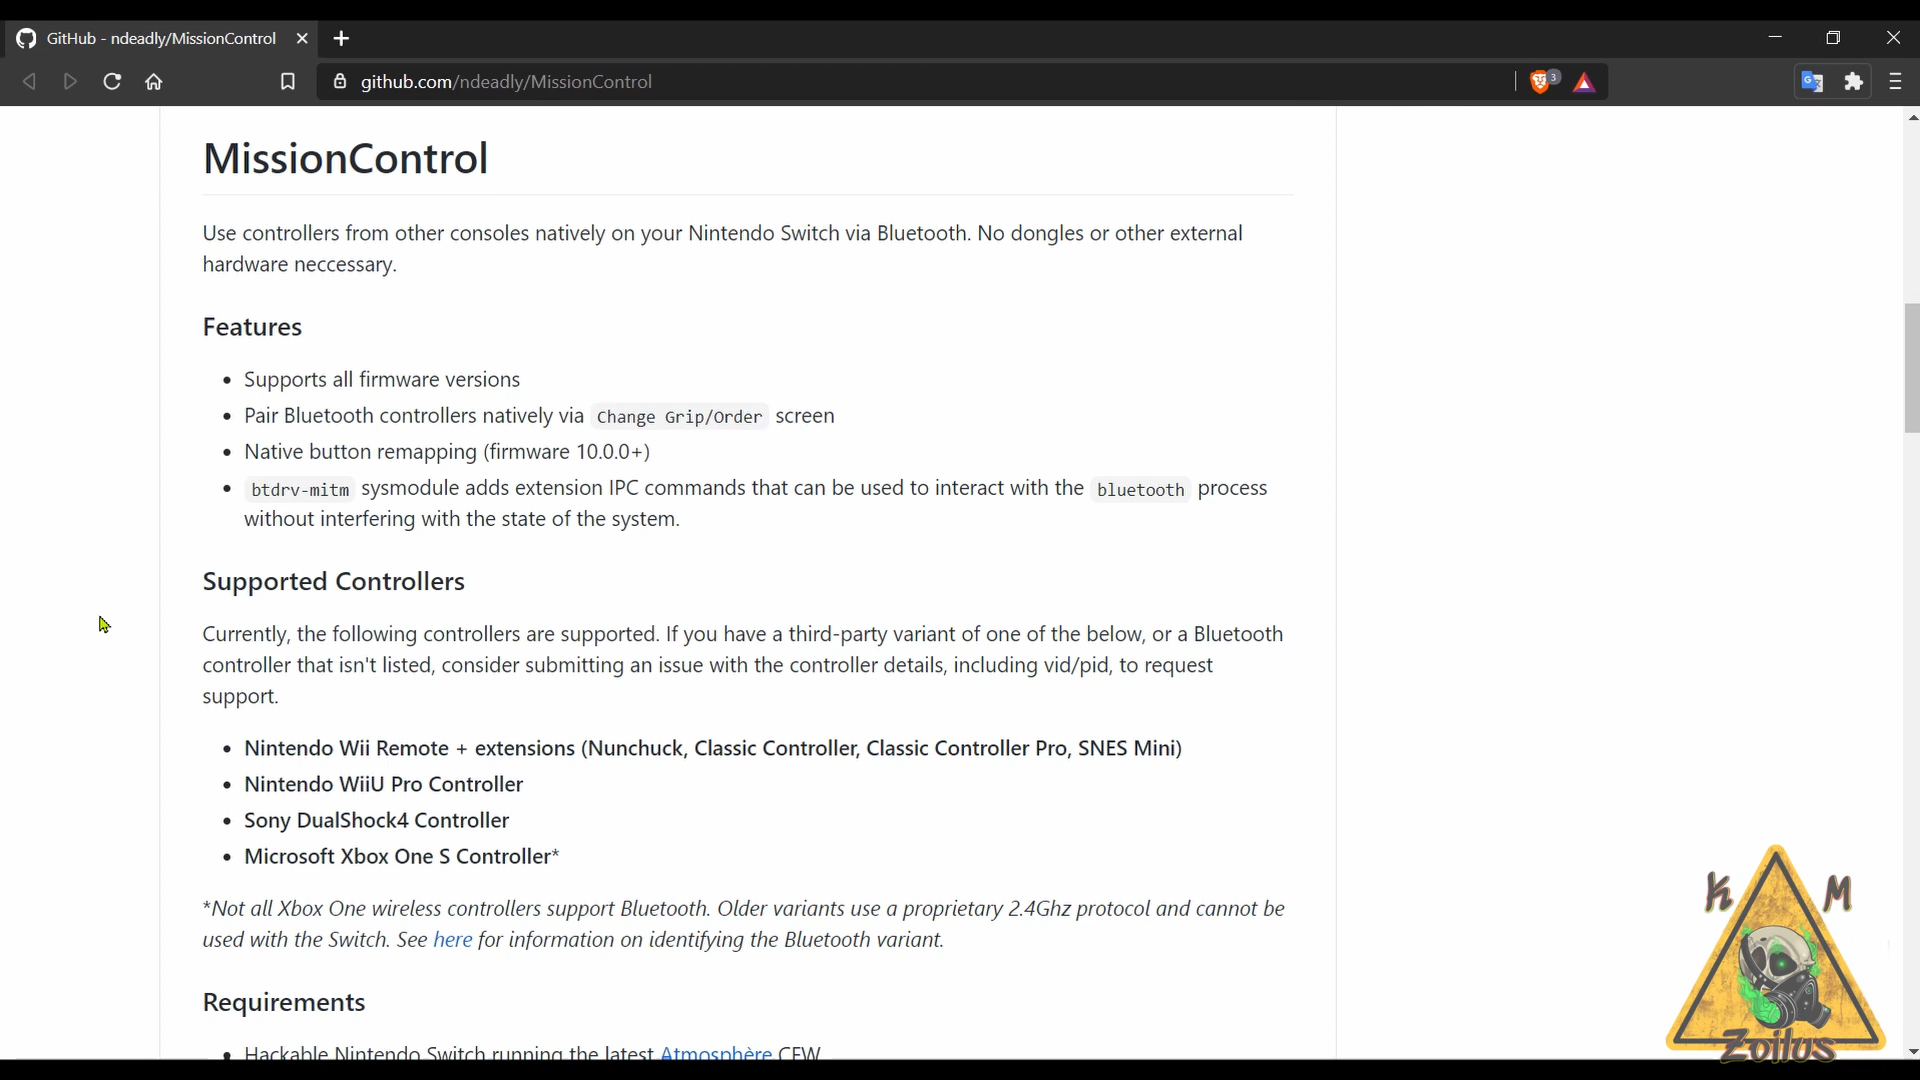 GitHub - ndeadly/MissionControl
github.com/ndeadly/MissionControl
3
MissionControl
Use controllers from other consoles natively on your Nintendo Switch via Bluetooth. No dongles or other external
hardware neccessary.
Features
Supports all firmware versions
Pair Bluetooth controllers natively via Change Grip/Order screen
Native button remapping (firmware 10.0.0+)
btdrv-mitm sysmodule adds extension IPC commands that can be used to interact with the bluetooth process
without interfering with the state of the system.
Supported Controllers
Currently, the following controllers are supported. If you have a third-party variant of one of the below, or a Bluetooth
controller that isn't listed, consider submitting an issue with the controller details, including vid/pid, to request
support.
Nintendo Wii Remote + extensions (Nunchuck, Classic Controller, Classic Controller Pro, SNES Mini)
Nintendo WiiU Pro Controller
Sony DualShock4 Controller
Microsoft Xbox One S Controller*
*Not all Xbox One wireless controllers support Bluetooth. Older variants use a proprietary 2.4Ghz protocol and cannot be
used with the Switch. See here for information on identifying the Bluetooth variant.
Requirements
Hackable Nintendo Switch running the latest Atmosphère CFW
K M
Zoilus